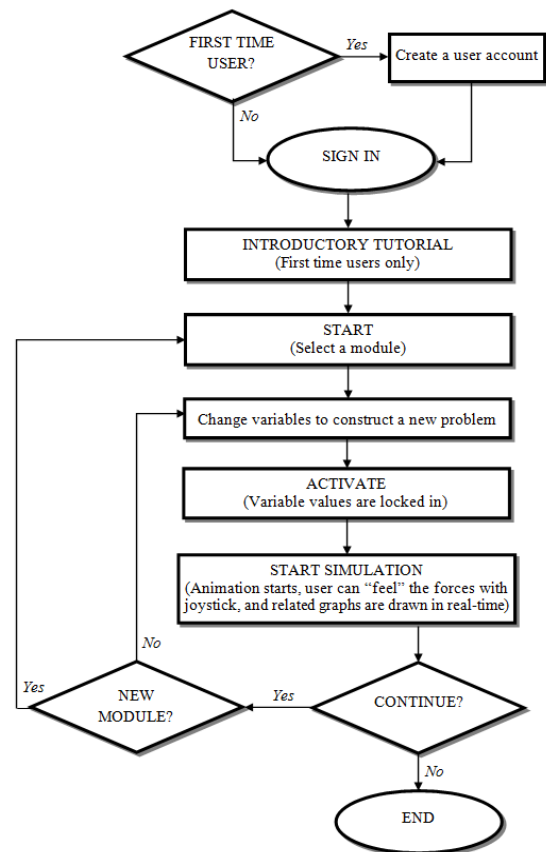 FIRST TIME
USER?
Yes
Create a user account
No
SIGN IN
INTRODUCTORY TUTORIAL
(First time users only)
START
(Select a module)
Change variables to construct a new problem
ACTIVATE
(Variable values are locked in)
START SIMULATION
(Animation starts, user can “feel” the forces with
joystick, and related graphs are drawn in real-time)
No
Yes
NEW
MODULE?
Yes
CONTINUE?
No
END